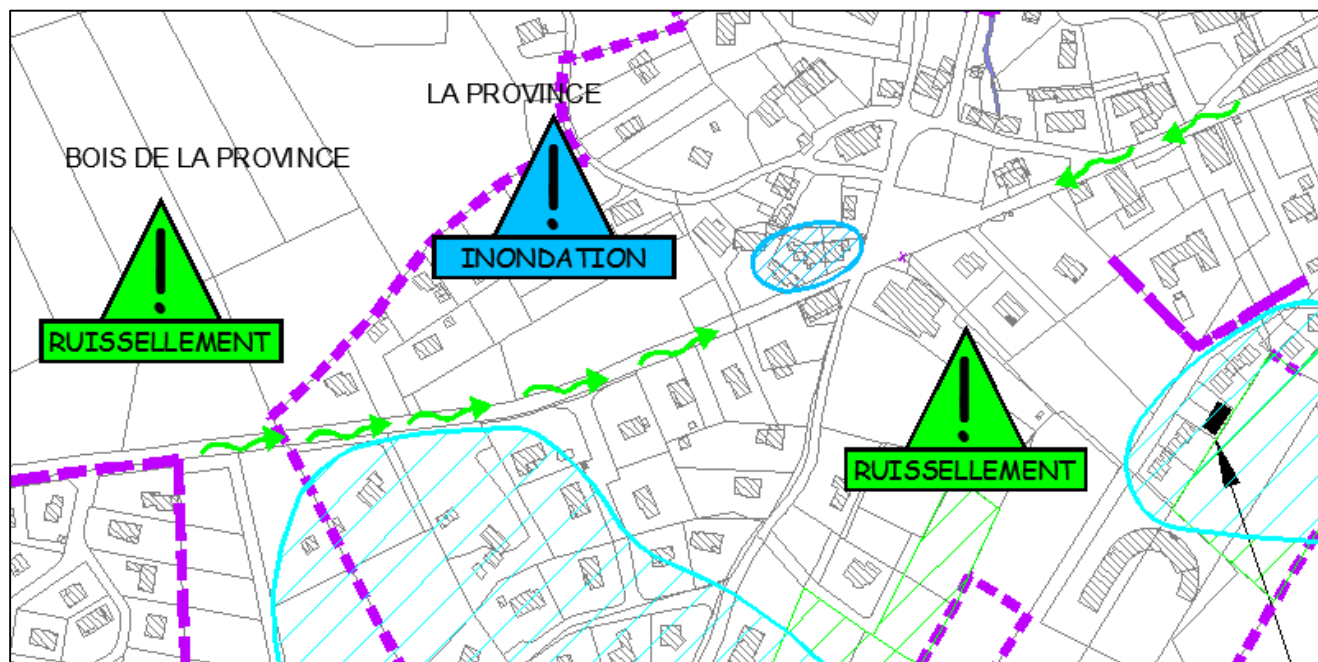 LA PROVINCE
BOIS DE LA PROVINCE
!
INONDATION
!
RUISSELLEMENT
!
RUISSELLEMENT